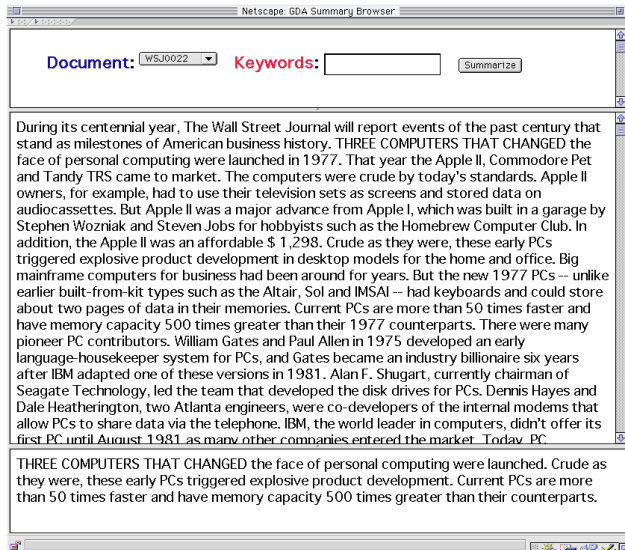 Netscape: GDA Summary Browser
Document: WSJ0022 Keywords: Summarize
During its centennial year, The Wall Street Journal will report events of the past century that
stand as milestones of American business history. THREE COMPUTERS THAT CHANGED the
face of personal computing were launched in 1977. That year the Apple II, Commodore Pet
and Tandy TRS came to market. The computers were crude by today's standards. Apple II
owners, for example, had to use their television sets as screens and stored data on
audiocassettes. But Apple II was a major advance from Apple I, which was built in a garage by
Stephen Wozniak and Steven Jobs for hobbyists such as the Homebrew Computer Club. In
addition, the Apple II was an affordable $ 1,298. Crude as they were, these early PCs
triggered explosive product development in desktop models for the home and office. Big
mainframe computers for business had been around for years. But the new 1977 PCs -- unlike
earlier built-from-kit types such as the Altair, Sol and IMSAI -- had keyboards and could store
about two pages of data in their memories. Current PCs are more than 50 times faster and
have memory capacity 500 times greater than their 1977 counterparts. There were many
pioneer PC contributors. William Gates and Paul Allen in 1975 developed an early
language-housekeeper system for PCs, and Gates became an industry billionaire six years
after IBM adapted one of these versions in 1981. Alan F. Shugart, currently chairman of
Seagate Technology, led the team that developed the disk drives for PCs. Dennis Hayes and
Dale Heatherington, two Atlanta engineers, were co-developers of the internal modems that
allow PCs to share data via the telephone. IBM, the world leader in computers, didn't offer its
first PC until August 1981 as many other companies entered the market. Today, PC
THREE COMPUTERS THAT CHANGED the face of personal computing were launched. Crude as
they were, these early PCs triggered explosive product development. Current PCs are more
than 50 times faster and have memory capacity 500 times greater than their counterparts.